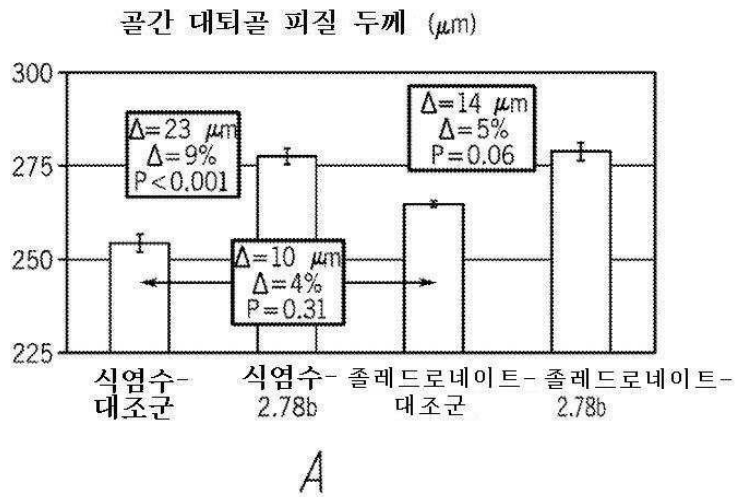 골간 대퇴골 피질 두께 (μm)
300
275
250
225
Δ=23 μm
Δ=9%
P<0.001
Δ=14 μm
Δ=5%
P=0.06
Δ=10 μm
Δ=4%
P=0.31
식염수-
대조군
식염수-
2.78b
졸레드로네이트-
대조군
졸레드로네이트-
2.78b
A